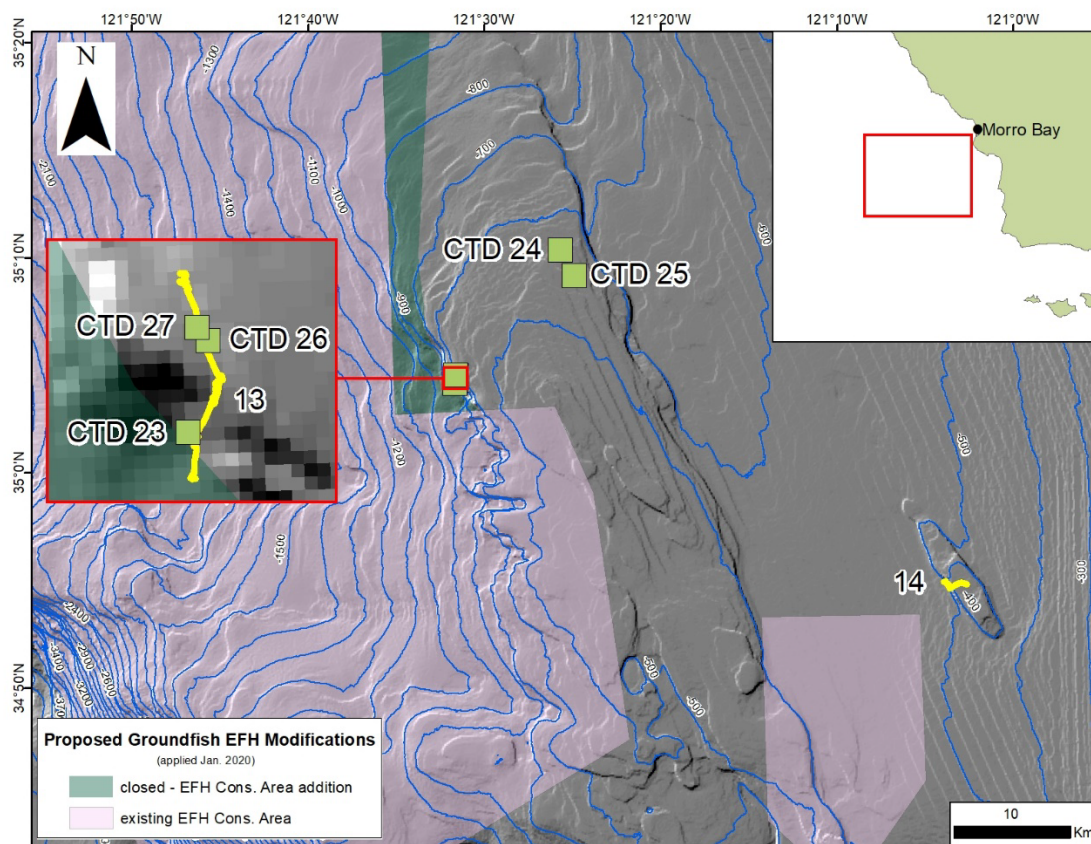 121°50'W 121°40'W 121°30'W 121°20'W 121°10'W 121°0'W
35°20'N
35°10'N
35°0'N
34°50'N
N
Morro Bay
-1300
-2100
-1400
-1100
-1000
-800
-700
-600
-900
CTD 24
CTD 25
CTD 27
CTD 26
13
CTD 23
-1200
-1500
-500
-300
14
-400
-2400
-3400
-2900
-3200
-2600
-500
-500
Proposed Groundfish EFH Modifications
(applied Jan. 2020)
closed - EFH Cons. Area addition
existing EFH Cons. Area
10
Km